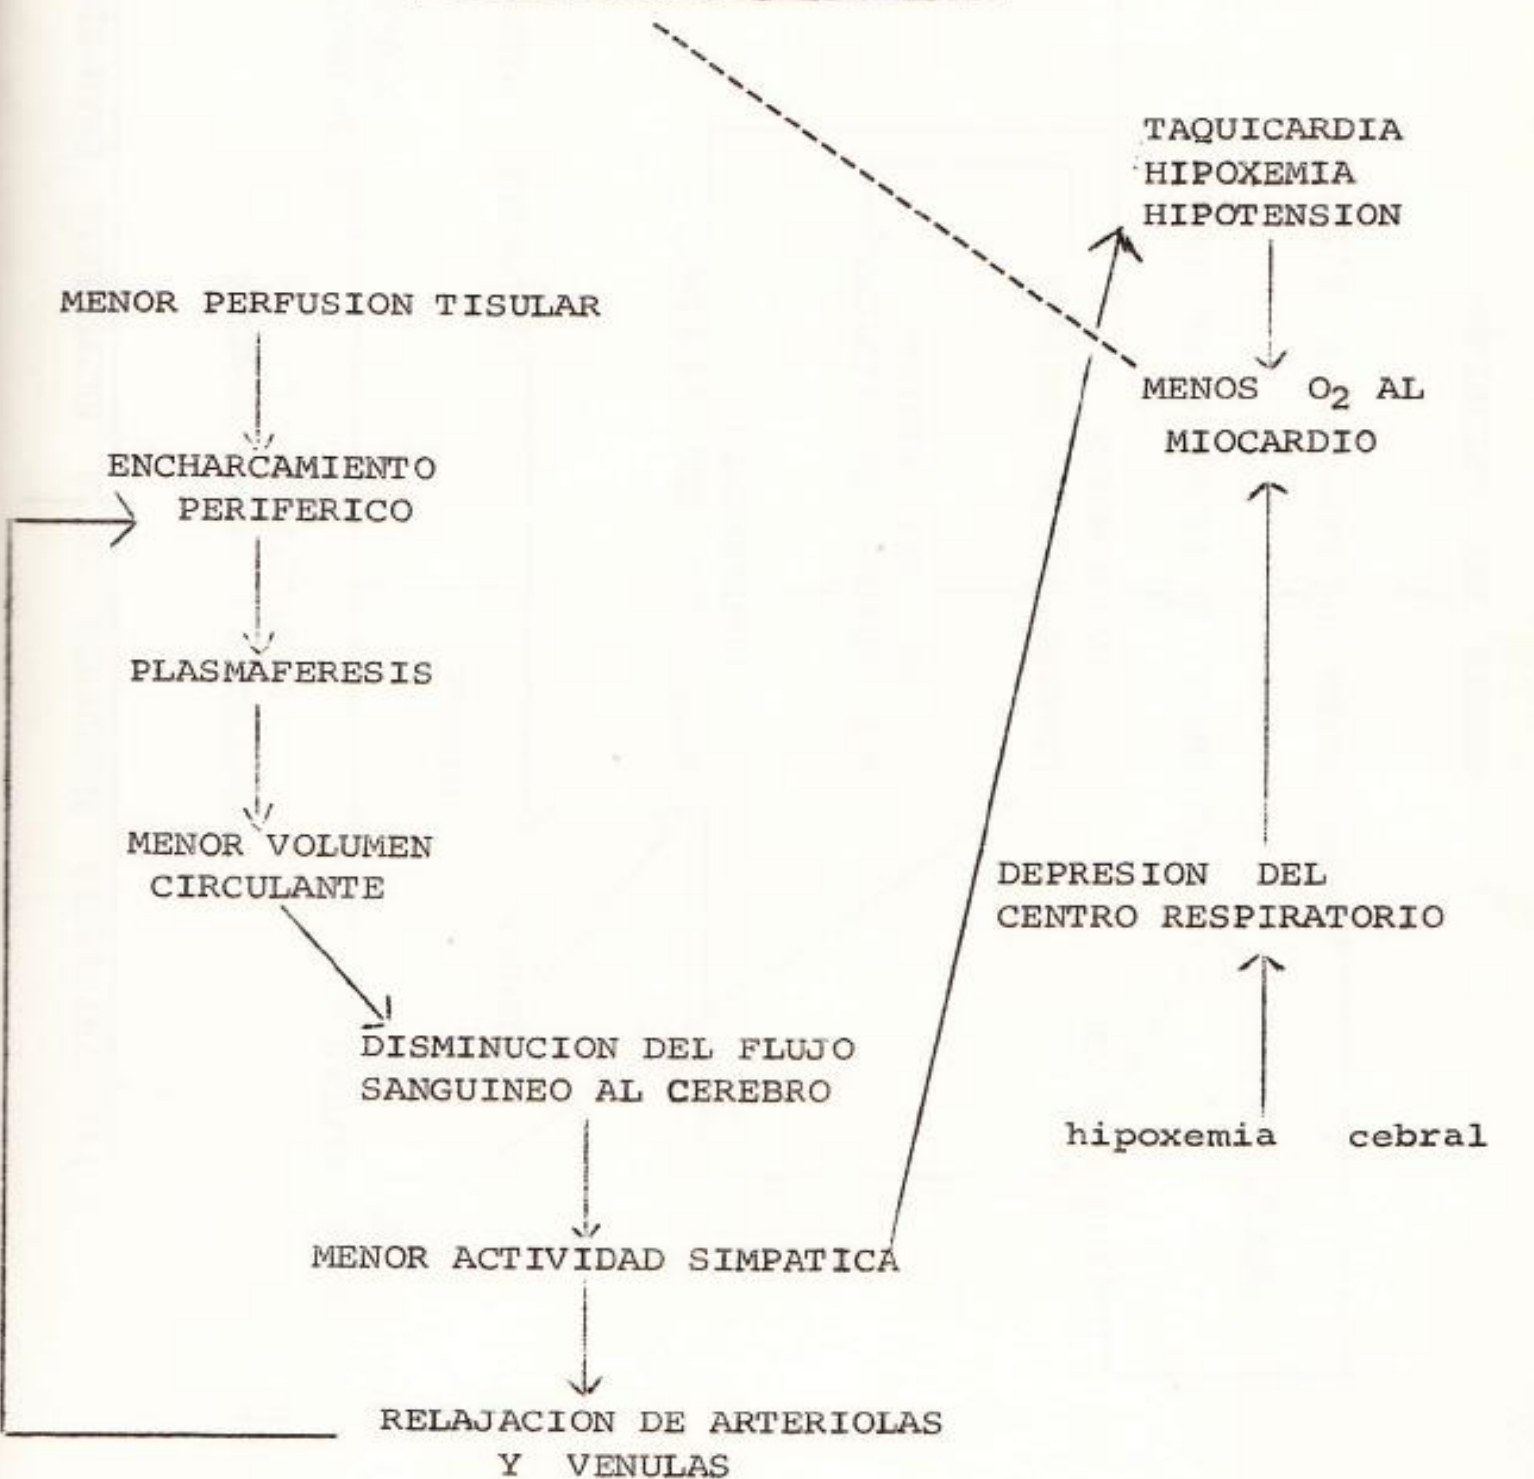 TAQUICARDIA
HIPOXEMIA
HIPOTENSION
MENOR PERFUSION TISULAR
MENOS O₂ AL
MIOCARDIO
ENCHARCAMIENTO
PERIFERICO
PLASMAFERESIS
MENOR VOLUMEN
CIRCULANTE
DEPRESION DEL
CENTRO RESPIRATORIO
DISMINUCION DEL FLUJO
SANGUINEO AL CEREBRO
hipoxemia cebral
MENOR ACTIVIDAD SIMPATICA
RELAJACION DE ARTERIOLAS
Y VENULAS